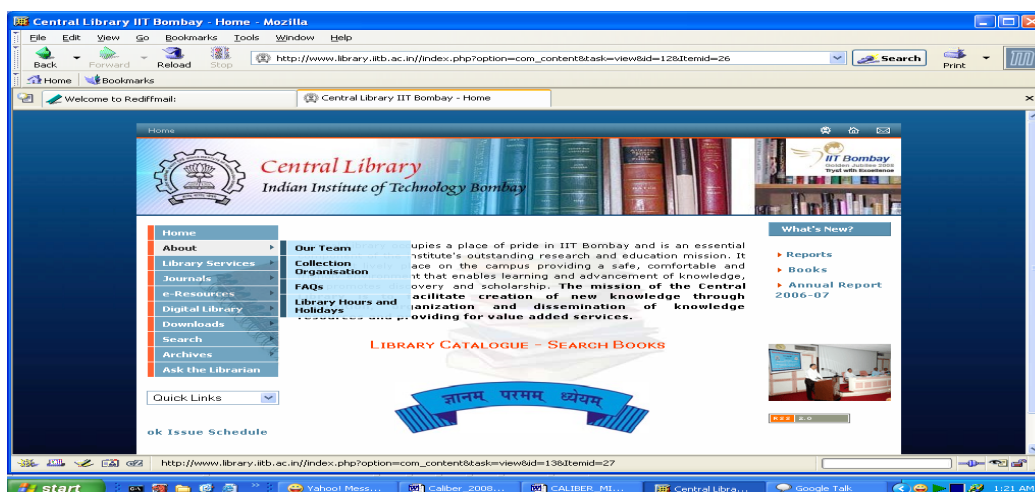 Central Library IIT Bombay - Home - Mozilla
File Edit View Go Bookmarks Tools Window Help
Back Forward Reload Stop http://www.library.iitb.ac.in//index.php?option=com_content&task=view&id=12&Itemid=26 Search Print
Home Bookmarks
Welcome to Rediffmail: Central Library IIT Bombay - Home
Home
Central Library
Indian Institute of Technology Bombay
IIT Bombay
Golden Jubilee 2008
Tryst with Excellence
Home
About
Library Services
Journals
e-Resources
Digital Library
Downloads
Search
Archives
Ask the Librarian
Our Team
Collection
Organisation
FAQs
Library Hours and
Holidays
upies a place of pride in IIT Bombay and is an essential
nstitute's outstanding research and education mission. It
ace on the campus providing a safe, comfortable and
nt that enables learning and advancement of knowledge,
overy and scholarship. The mission of the Central
acilitate creation of new knowledge through
ganization and dissemination of knowledge
resources and providing for value added services.
LIBRARY CATALOGUE - SEARCH BOOKS
ज्ञानम् परमम् ध्येयम्
What's New?
Reports
Books
Annual Report
2006-07
RSS 2.0
Quick Links
ok Issue Schedule
http://www.library.iitb.ac.in//index.php?option=com_content&task=view&id=13&Itemid=27
start Yahoo! Mess... Caliber_2008... CALIBER_MI... Central Libra... Google Talk 1:21 AM